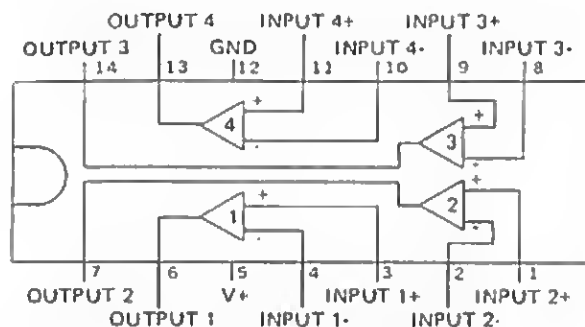 OUTPUT 4 INPUT 4+ INPUT 3+
OUTPUT 3 GND INPUT 4- INPUT 3-
14 13 12 11 10 9 8
+ +
4 3
- -
+ +
1 2
- -
7 6 5 4 3 2 1
OUTPUT 2 V+ INPUT 1+ INPUT 2+
OUTPUT 1 INPUT 1- INPUT 2-